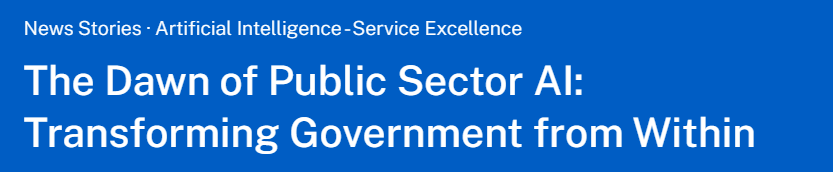 News Stories · Artificial Intelligence - Service Excellence
The Dawn of Public Sector AI:
Transforming Government from Within